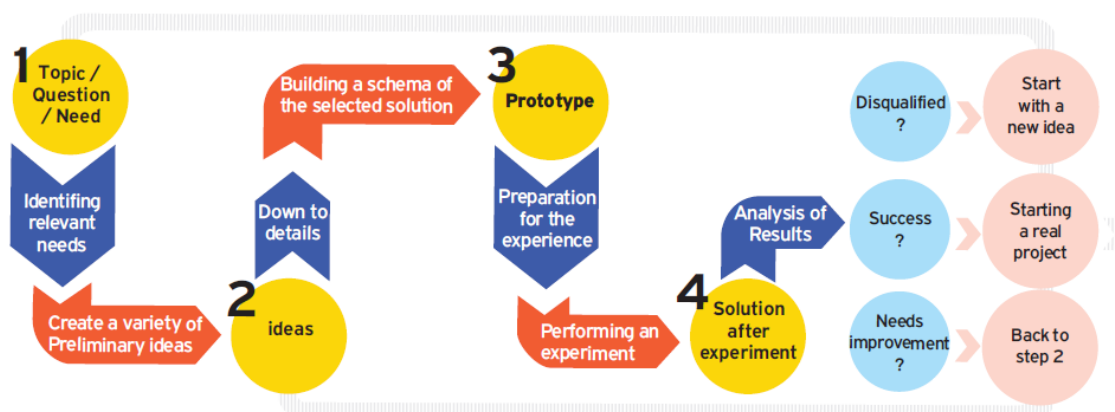 1
Topic /
Question
/ Need
Identifing
relevant
needs
Create a variety of
Preliminary ideas
2
ideas
Down to
details
Building a schema
of the selected solution
3
Prototype
Preparation
for the
experience
Performing an
experiment
4
Solution
after
experiment
Analysis of
Results
Disqualified
?
Start
with a
new idea
Success
?
Starting
a real
project
Needs
improvement
?
Back to
step 2